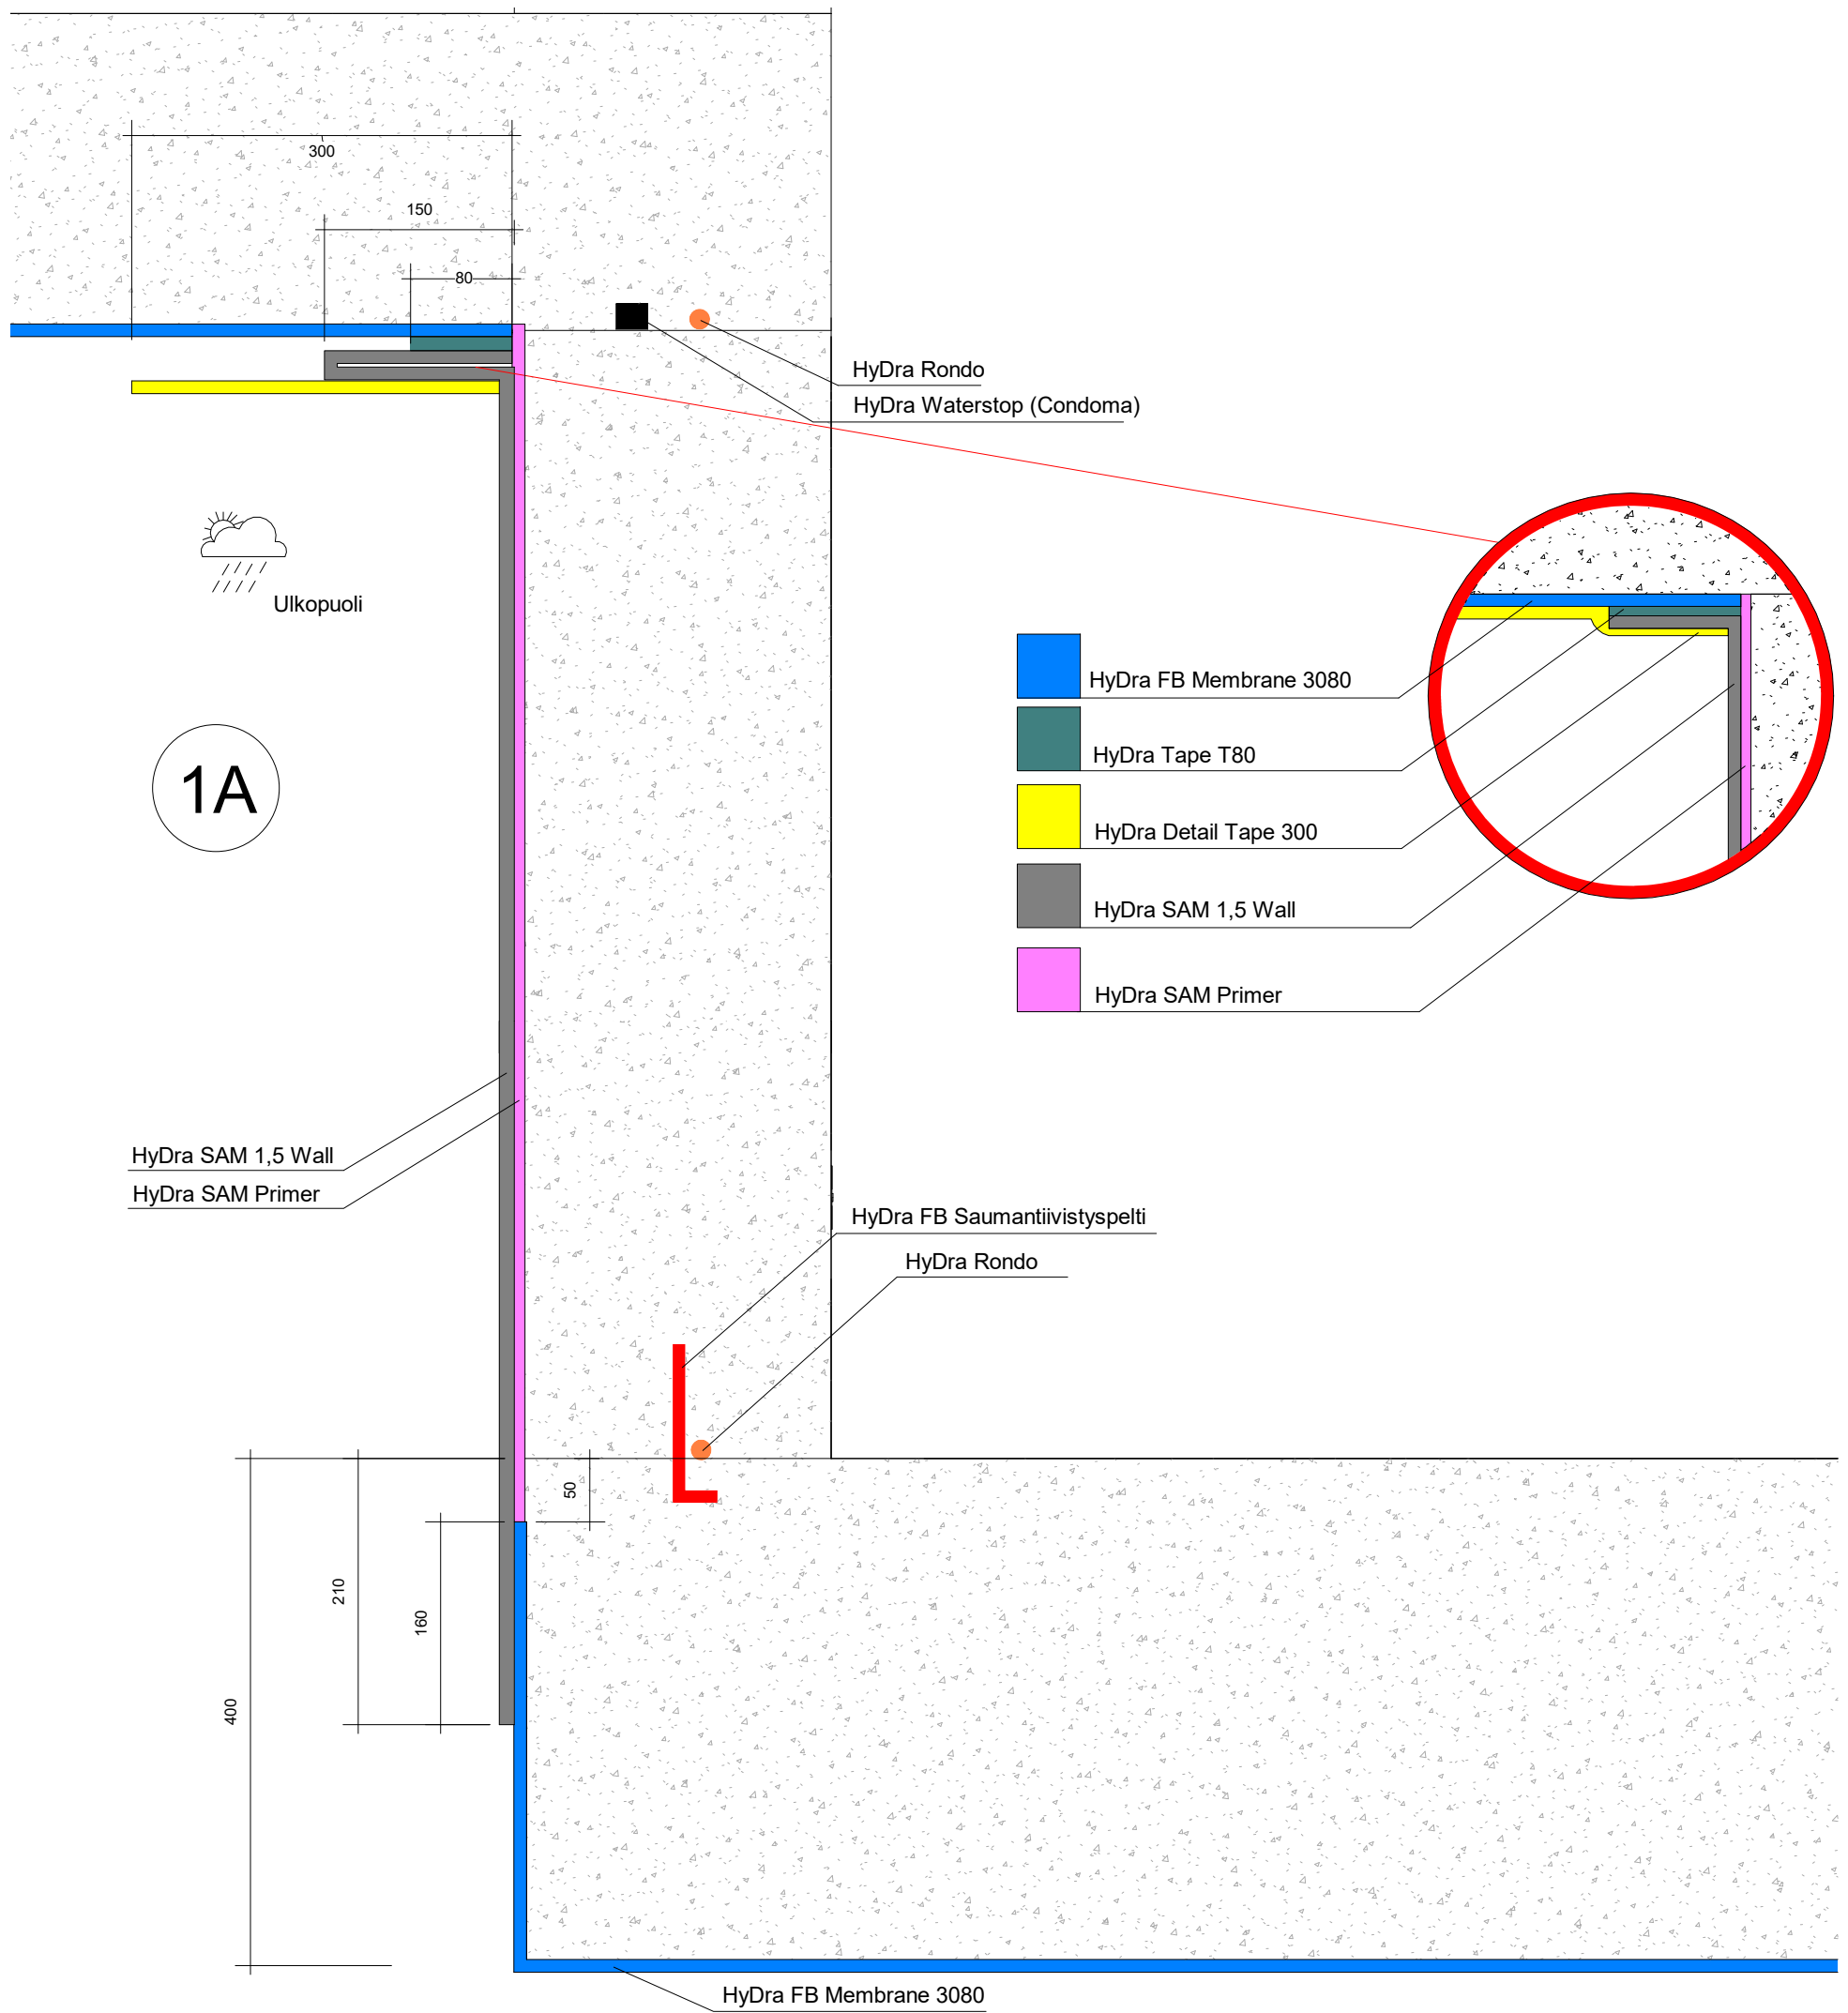 300
150
80
HyDra Rondo
HyDra Waterstop (Condoma)
Ulkopuoli
1A
HyDra FB Membrane 3080
HyDra Tape T80
HyDra Detail Tape 300
HyDra SAM 1,5 Wall
HyDra SAM Primer
HyDra SAM 1,5 Wall
HyDra SAM Primer
HyDra FB Saumantiivistyspelti
HyDra Rondo
50
210
160
400
HyDra FB Membrane 3080